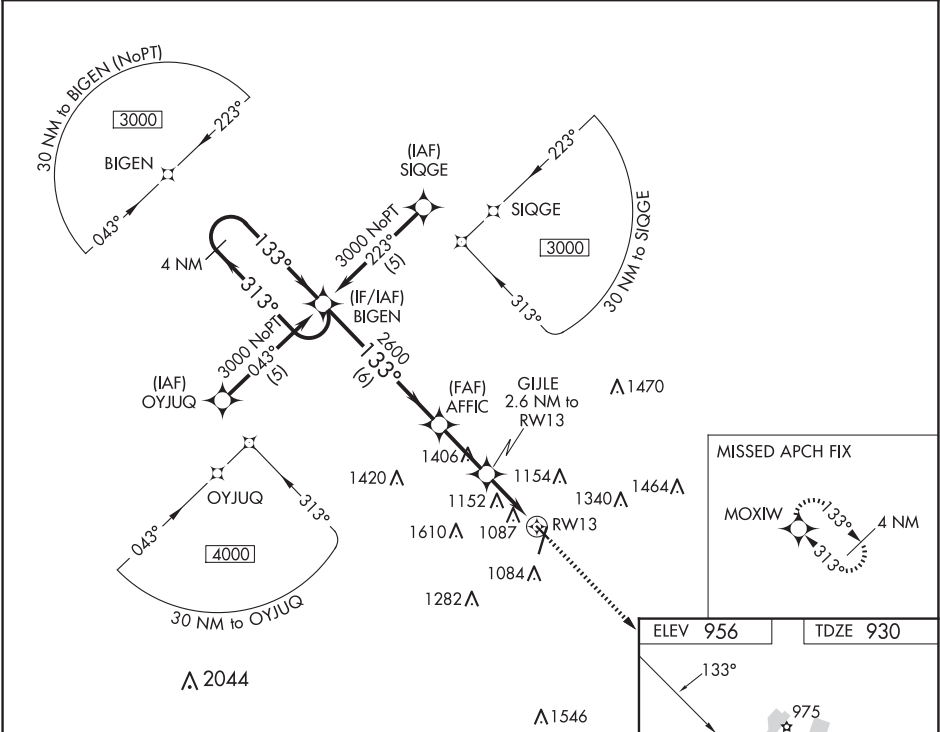 30 NM to BIGEN (NoPT)
3000
223°
BIGEN
043°
(IAF)
SIQGE
223°
SIQGE
3000
30 NM to SIQGE
313°
3000 NoPT
223°
(5)
133°
4 NM
313°
(IF/IAF)
BIGEN
3000 NoPT
043°
(5)
2600
133°
(6)
(IAF)
OYJUQ
(FAF)
AFFIC
GIJLE
2.6 NM to
RW13
1470
MISSED APCH FIX
1406
1420
1154
1464
1340
1152
OYJUQ
043°
313°
MOXIW
133°
4 NM
313°
1610
1087
RW13
4000
1084
30 NM to OYJUQ
1282
ELEV 956
TDZE 930
2044
133°
975
1546